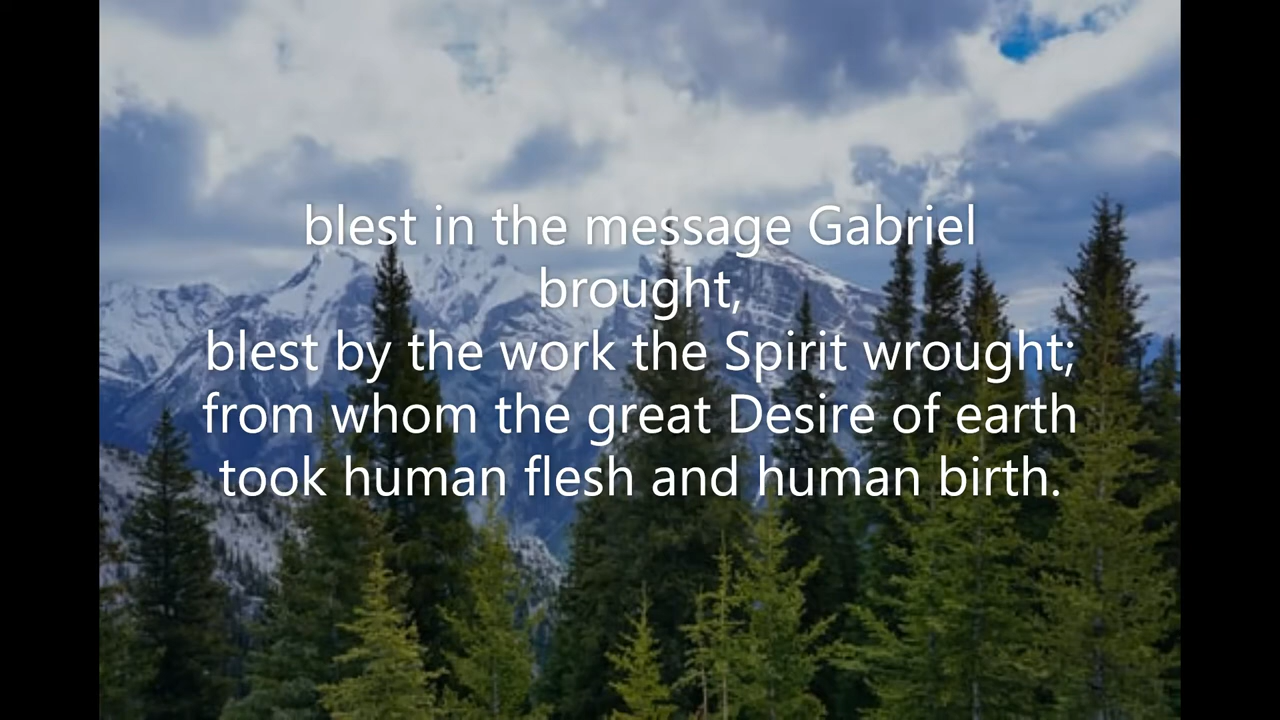 blest in the message Gabriel
brought,
blest by the work the Spirit wrought;
from whom the great Desire of earth
took human flesh and human birth.